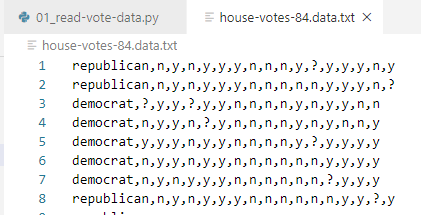 01_read-vote-data.py house-votes-84.data.txt
house-votes-84.data.txt
1 republican,n,y,n,y,y,y,n,n,n,y,?,y,y,y,n,y
2 republican,n,y,n,y,y,y,n,n,n,n,n,y,y,y,n,?
3 democrat,?,y,y,?,y,y,n,n,n,n,y,n,y,y,n,n
4 democrat,n,y,y,n,?,y,n,n,n,n,y,n,y,n,n,y
5 democrat,y,y,y,n,y,y,n,n,n,n,y,?,y,y,y,y
6 democrat,n,y,y,n,y,y,n,n,n,n,n,n,y,y,y,y
7 democrat,n,y,n,y,y,y,n,n,n,n,n,n,?,y,y,y
8 republican,n,y,n,y,y,y,n,n,n,n,n,n,y,y,?,y